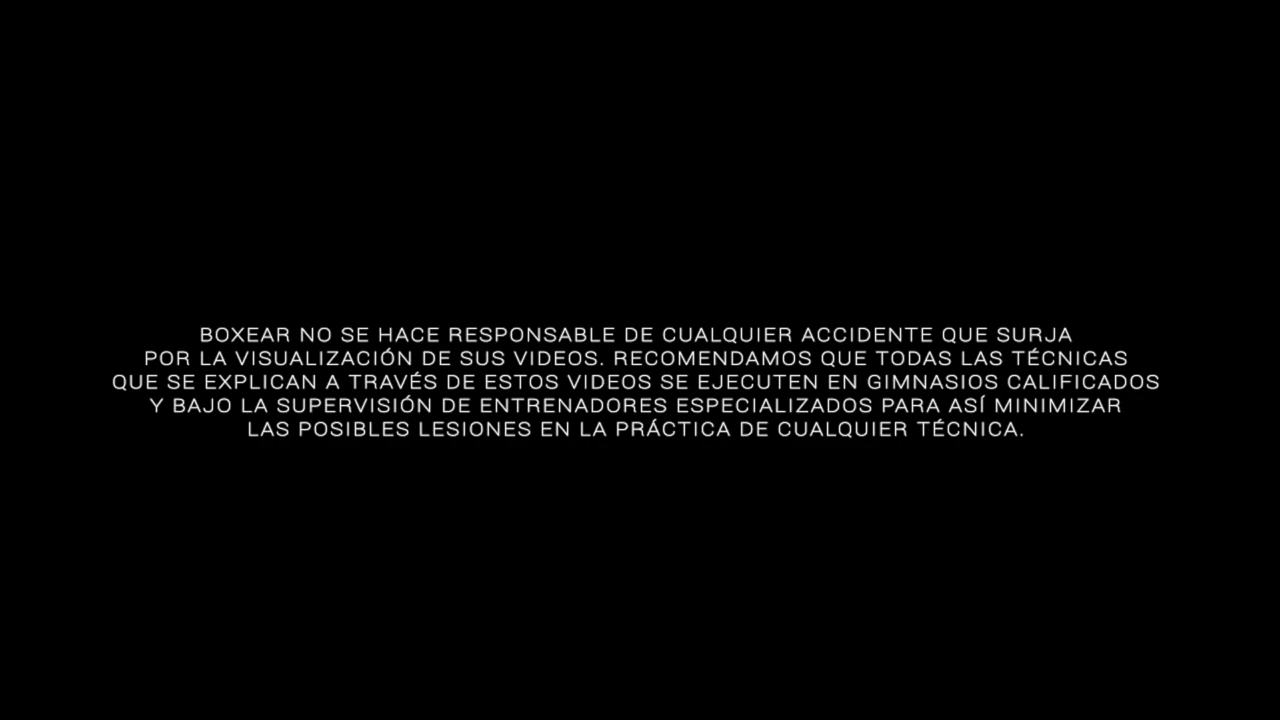 BOXEAR NO SE HACE RESPONSABLE DE CUALQUIER ACCIDENTE QUE SURJA
POR LA VISUALIZACIÓN DE SUS VIDEOS. RECOMENDAMOS QUE TODAS LAS TÉCNICAS
QUE SE EXPLICAN A TRAVÉS DE ESTOS VIDEOS SE EJECUTEN EN GIMNASIOS CALIFICADOS
Y BAJO LA SUPERVISIÓN DE ENTRENADORES ESPECIALIZADOS PARA ASÍ MINIMIZAR
LAS POSIBLES LESIONES EN LA PRÁCTICA DE CUALQUIER TÉCNICA.